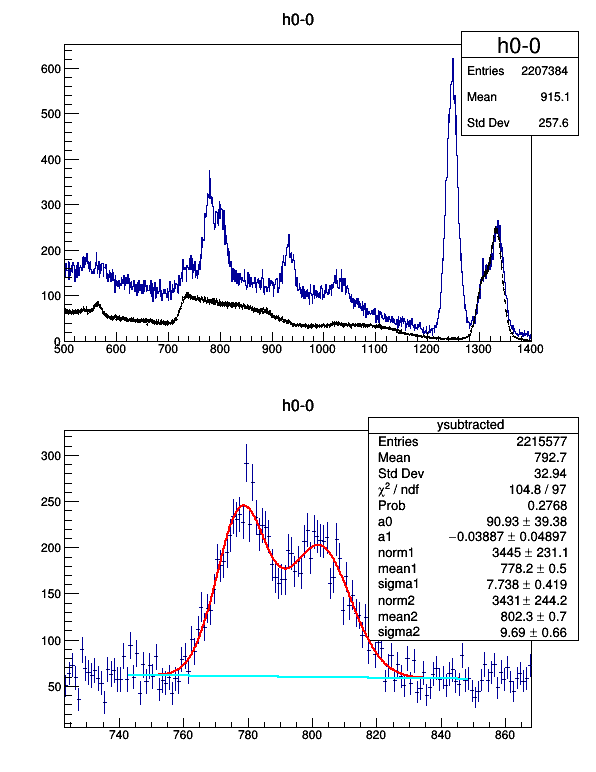 h0-0
h0-0
Entries 2207384
Mean 915.1
Std Dev 257.6
600
500
400
300
200
100
0
500 600 700 800 900 1000 1100 1200 1300 1400
h0-0
ysubtracted
Entries 2215577
Mean 792.7
Std Dev 32.94
χ² / ndf 104.8 / 97
Prob 0.2768
a0 90.93 ± 39.38
a1 −0.03887 ± 0.04897
norm1 3445 ± 231.1
mean1 778.2 ± 0.5
sigma1 7.738 ± 0.419
norm2 3431 ± 244.2
mean2 802.3 ± 0.7
sigma2 9.69 ± 0.66
300
250
200
150
100
50
740 760 780 800 820 840 860